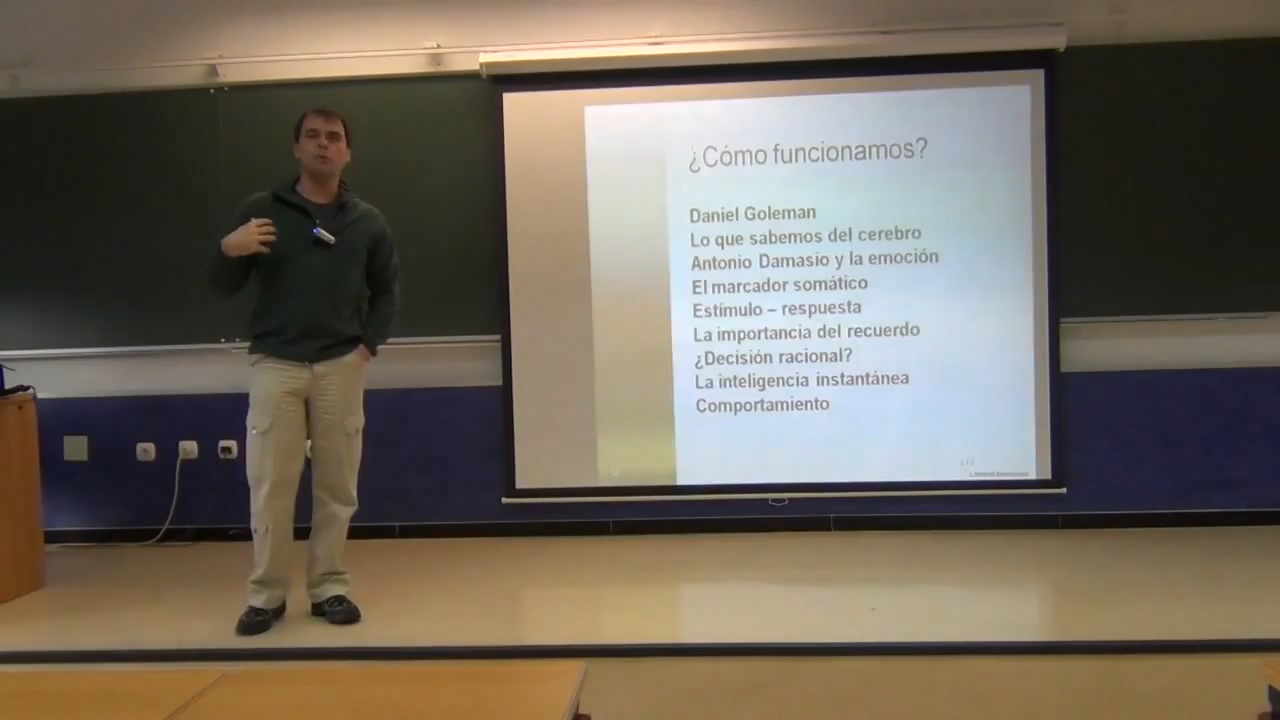 ¿Cómo funcionamos?
Daniel Goleman
Lo que sabemos del cerebro
Antonio Damasio y la emoción
El marcador somático
Estímulo – respuesta
La importancia del recuerdo
¿Decisión racional?
La inteligencia instantánea
Comportamiento